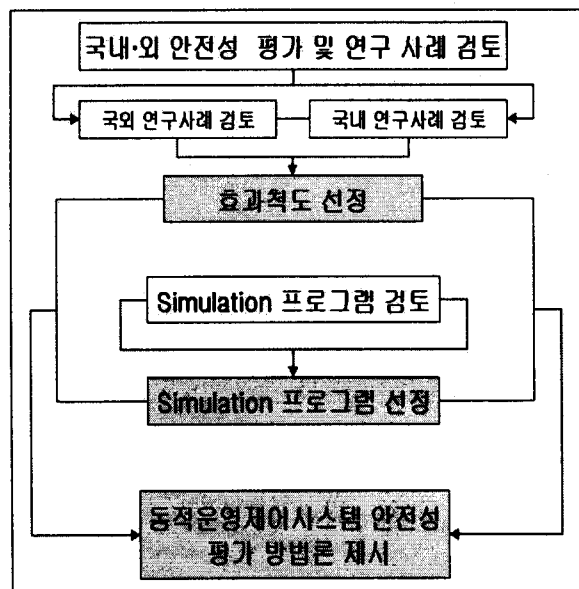 국내·외 안전성 평가 및 연구 사례 검토
국외 연구사례 검토
국내 연구사례 검토
효과척도 선정
Simulation 프로그램 검토
Simulation 프로그램 선정
동적운영제어시스템 안전성
평가 방법론 제시